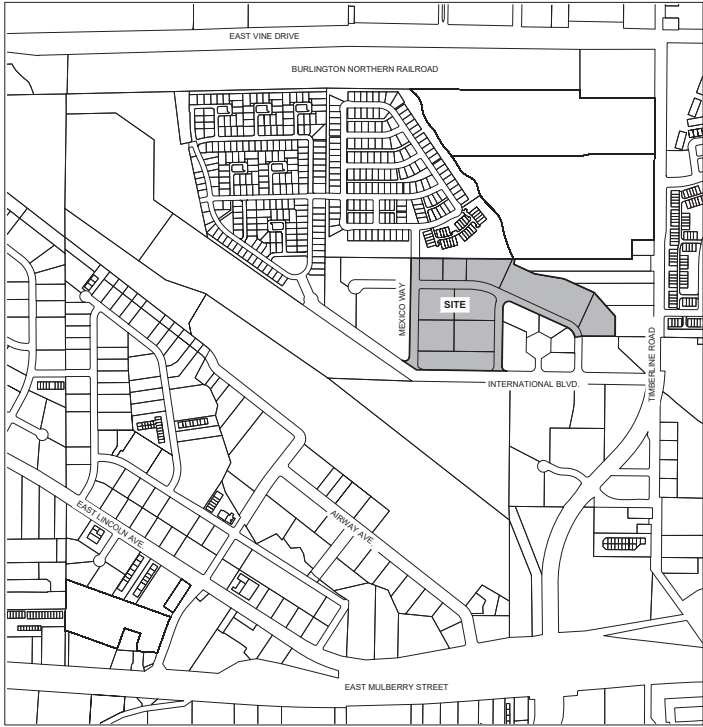 EAST VINE DRIVE
BURLINGTON NORTHERN RAILROAD
MEXICO WAY
SITE
TIMBERLINE ROAD
INTERNATIONAL BLVD.
EAST LINCOLN AVE.
AIRWAY AVE.
EAST MULBERRY STREET